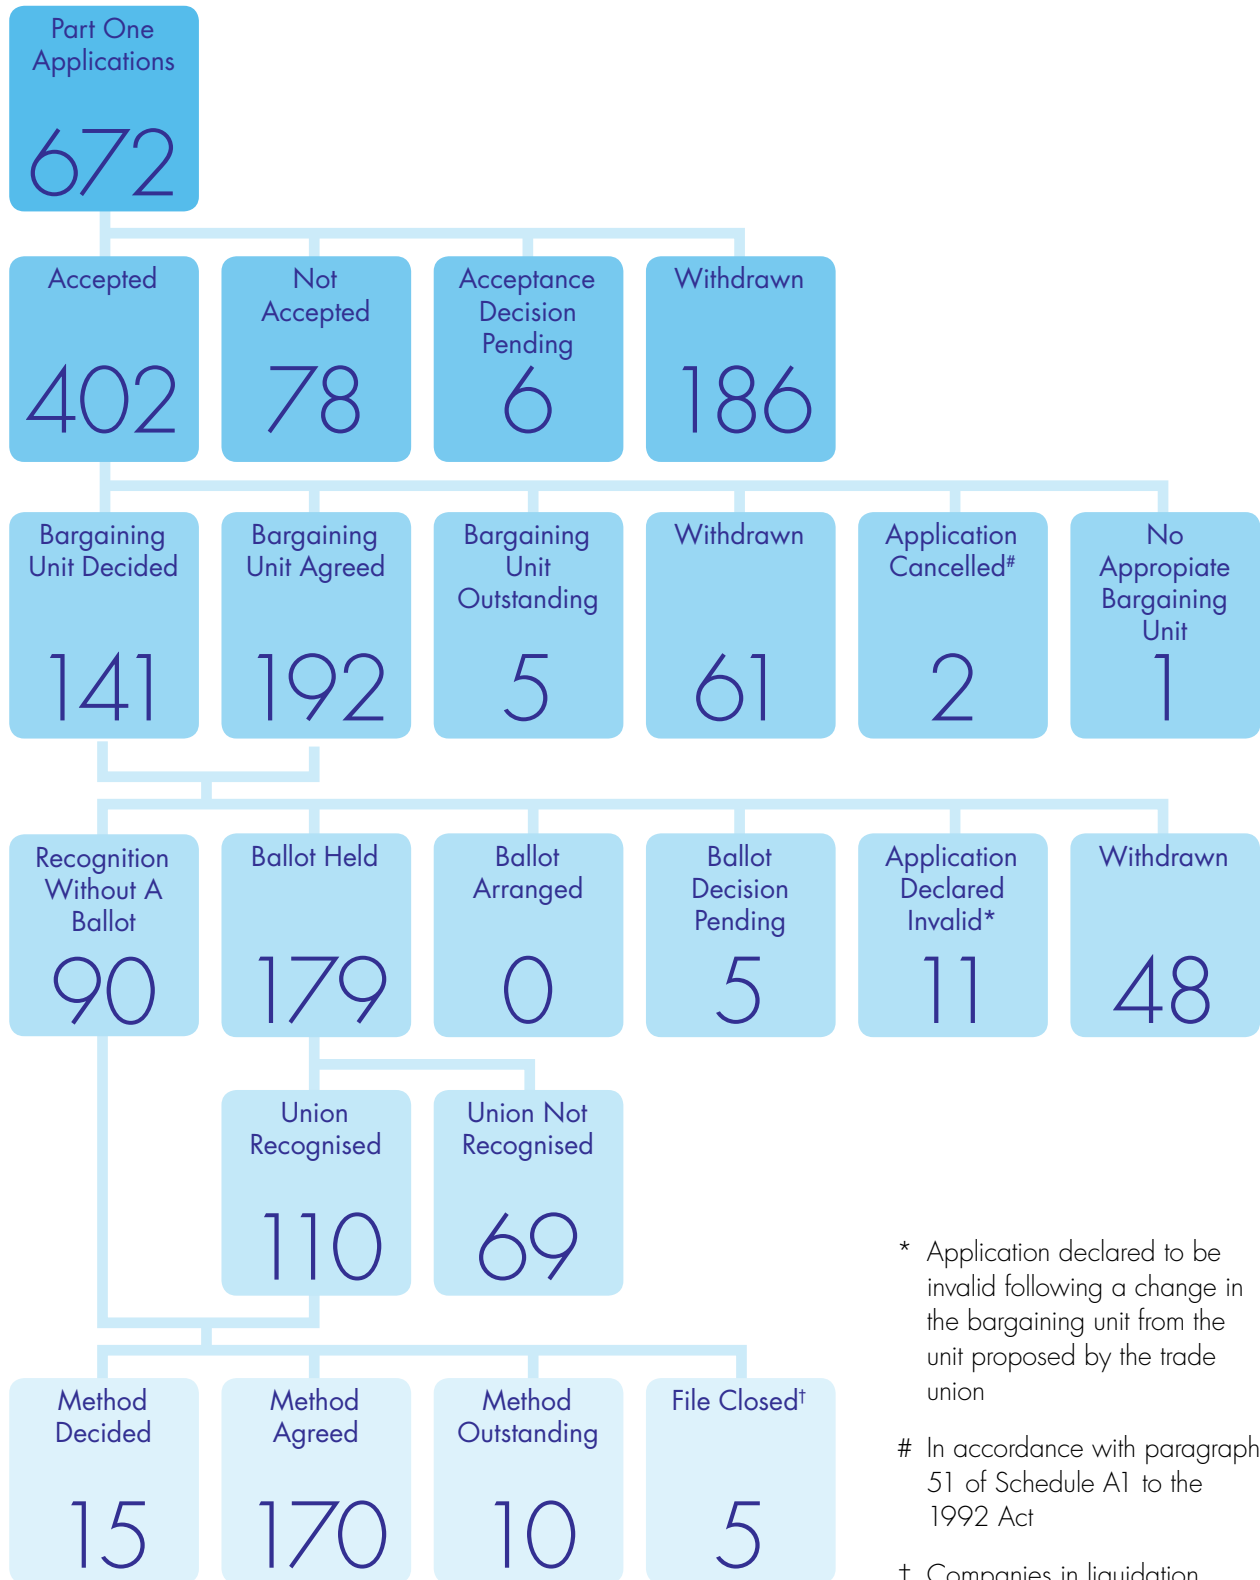 Part One
Applications
672
Accepted
402
Not
Accepted
78
Acceptance
Decision
Pending
6
Withdrawn
186
Bargaining
Unit Decided
141
Bargaining
Unit Agreed
192
Bargaining
Unit
Outstanding
5
Withdrawn
61
Application
Cancelled#
2
No
Appropiate
Bargaining
Unit
1
Recognition
Without A
Ballot
90
Ballot Held
179
Ballot
Arranged
0
Ballot
Decision
Pending
5
Application
Declared
Invalid*
11
Withdrawn
48
Union
Recognised
110
Union Not
Recognised
69
Method
Decided
15
Method
Agreed
170
Method
Outstanding
10
File Closed†
5
* Application declared to be
invalid following a change in
the bargaining unit from the
unit proposed by the trade
union
# In accordance with paragraph
51 of Schedule A1 to the
1992 Act
† Companies in liquidation